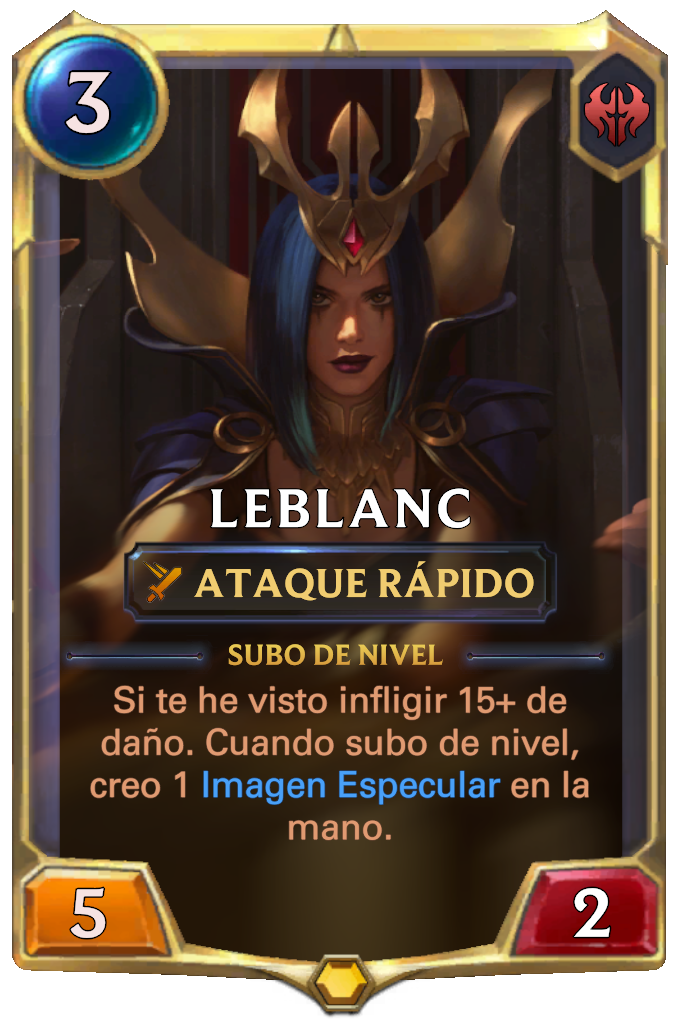 3
LEBLANC
ATAQUE RÁPIDO
SUBO DE NIVEL
Si te he visto infligir 15+ de
daño. Cuando subo de nivel,
creo 1 Imagen Especular en la
mano.
5
2